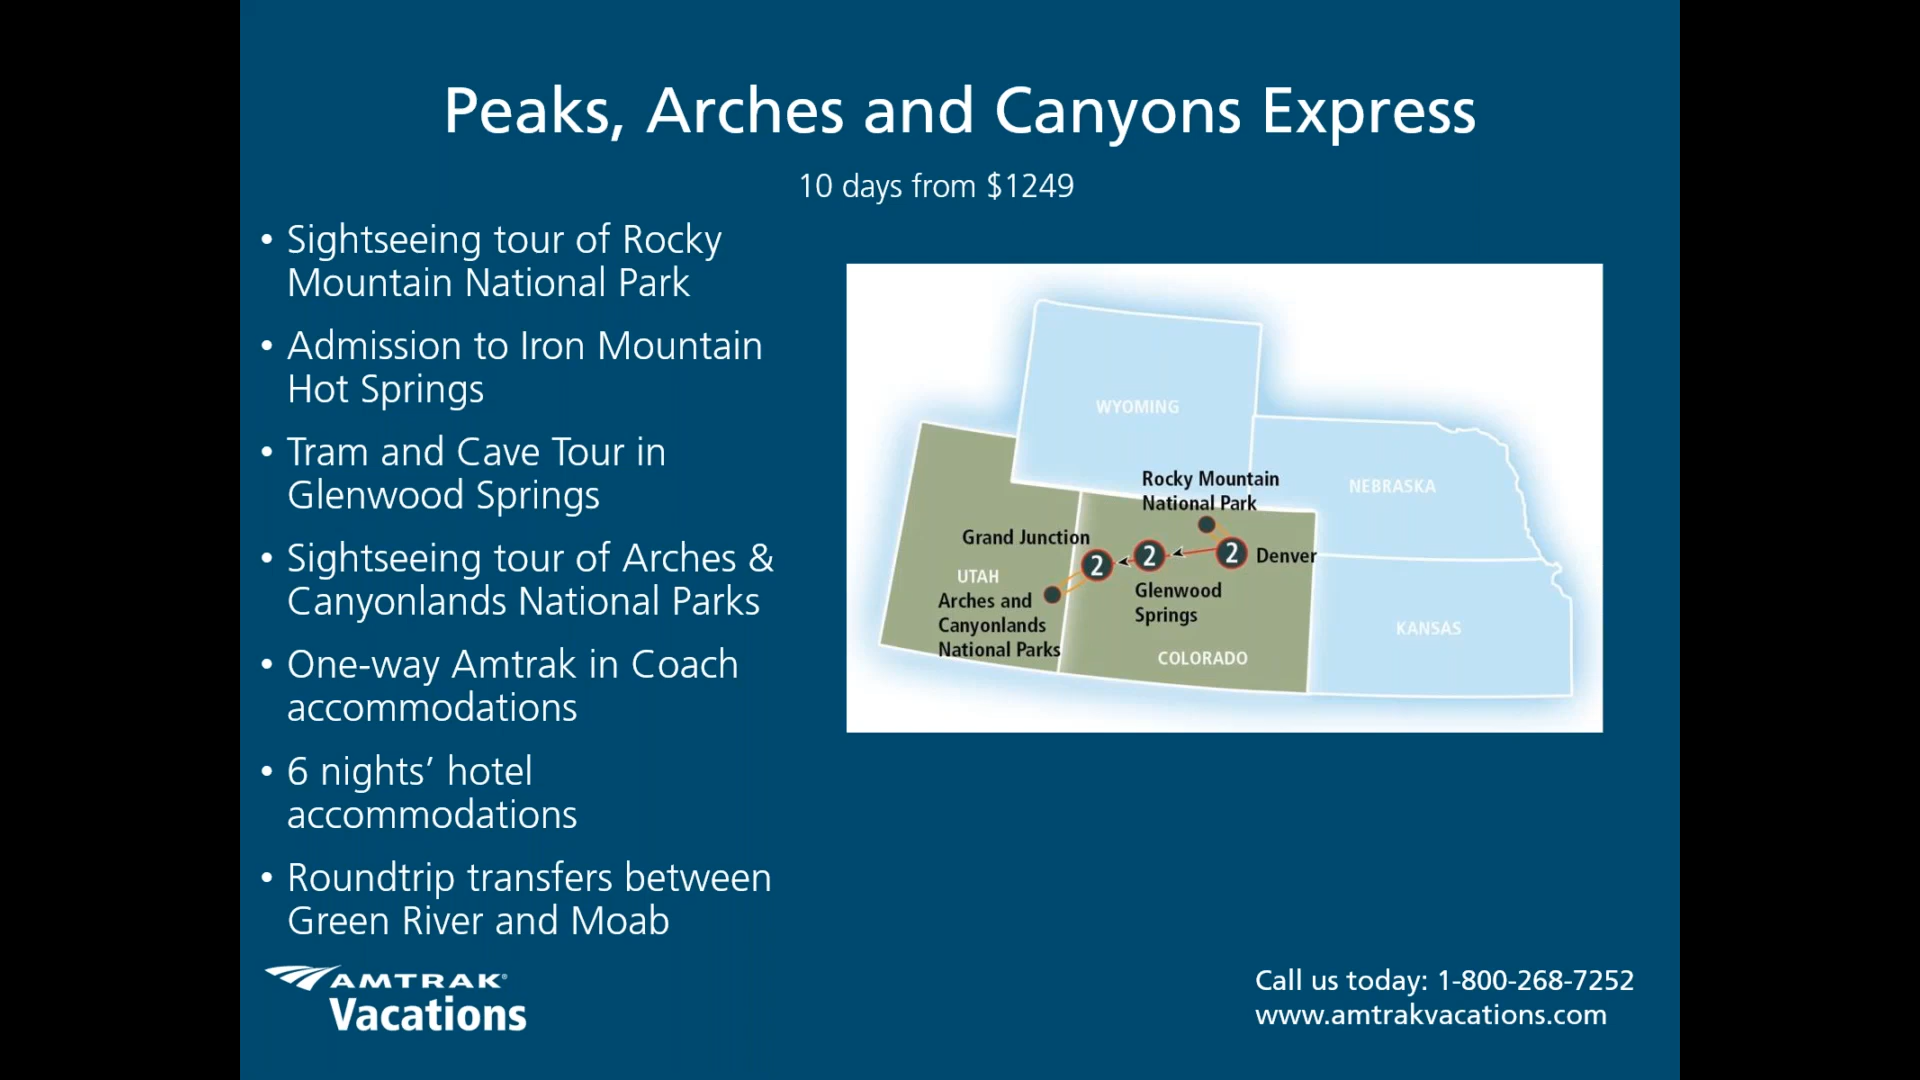 Peaks, Arches and Canyons Express
10 days from $1249
• Sightseeing tour of Rocky
Mountain National Park
• Admission to Iron Mountain
Hot Springs
• Tram and Cave Tour in
Glenwood Springs
• Sightseeing tour of Arches &
Canyonlands National Parks
• One-way Amtrak in Coach
accommodations
• 6 nights’ hotel
accommodations
• Roundtrip transfers between
Green River and Moab
WYOMING
Rocky Mountain
National Park
NEBRASKA
Grand Junction
2
2
2
Denver
UTAH
Arches and
Canyonlands
National Parks
Glenwood
Springs
COLORADO
KANSAS
AMTRAK®
Vacations
Call us today: 1-800-268-7252
www.amtrakvacations.com